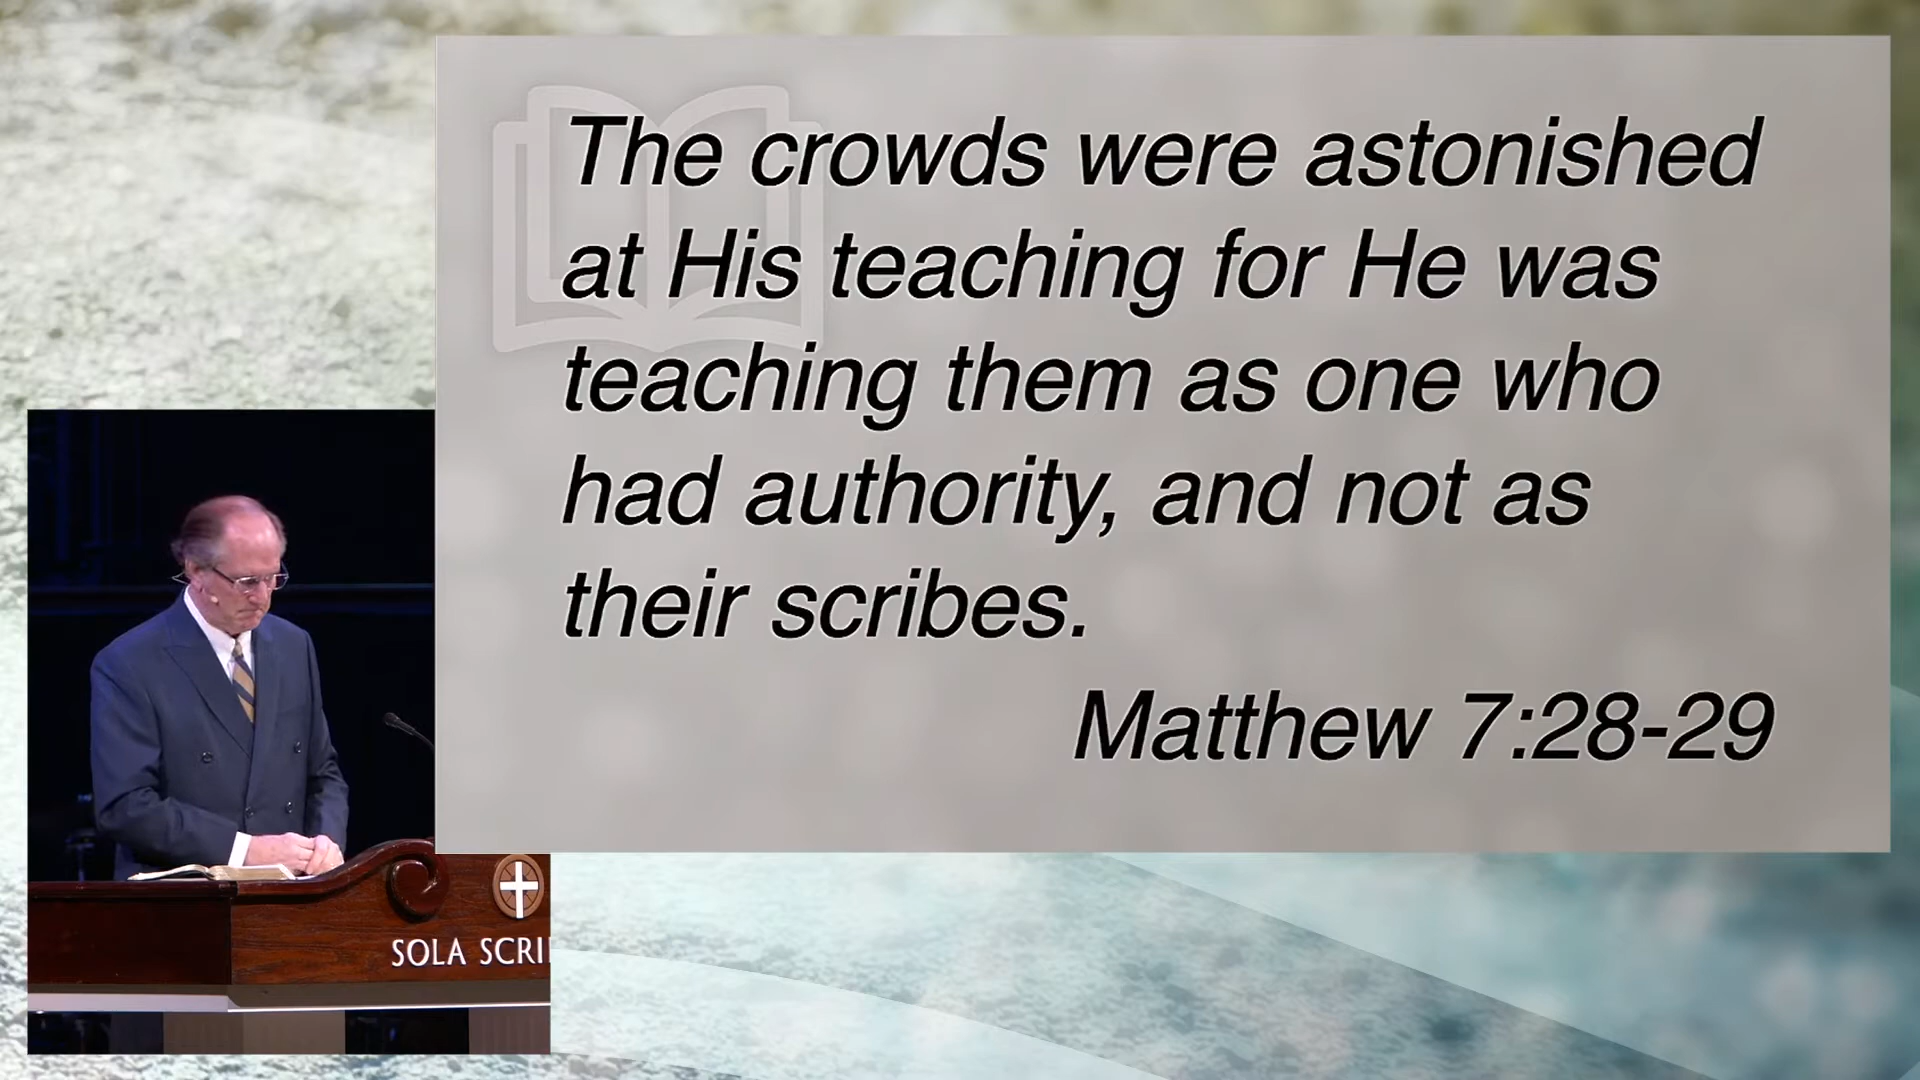 The crowds were astonished
at His teaching for He was
teaching them as one who
had authority, and not as
their scribes.
Matthew 7:28-29
SOLA SCRI